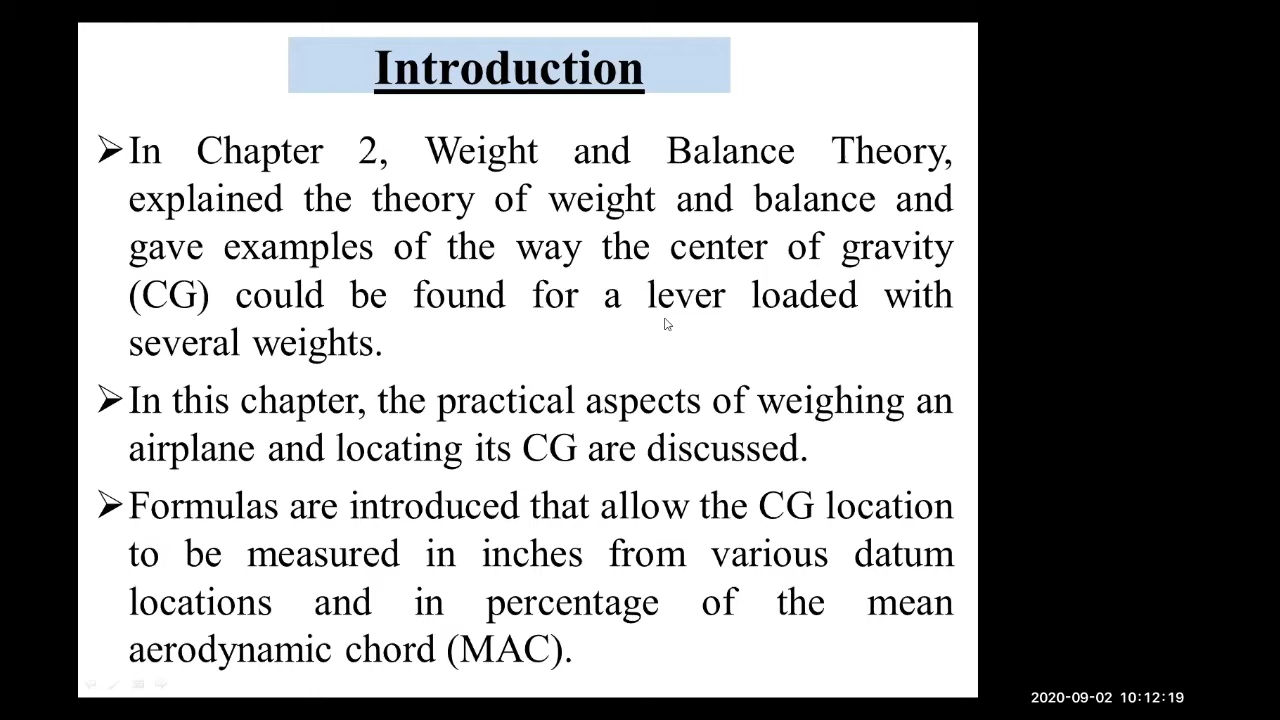 Introduction
➢In Chapter 2, Weight and Balance Theory,
explained the theory of weight and balance and
gave examples of the way the center of gravity
(CG) could be found for a lever loaded with
several weights.
➢In this chapter, the practical aspects of weighing an
airplane and locating its CG are discussed.
➢Formulas are introduced that allow the CG location
to be measured in inches from various datum
locations and in percentage of the mean
aerodynamic chord (MAC).
2020-09-02 10:12:19